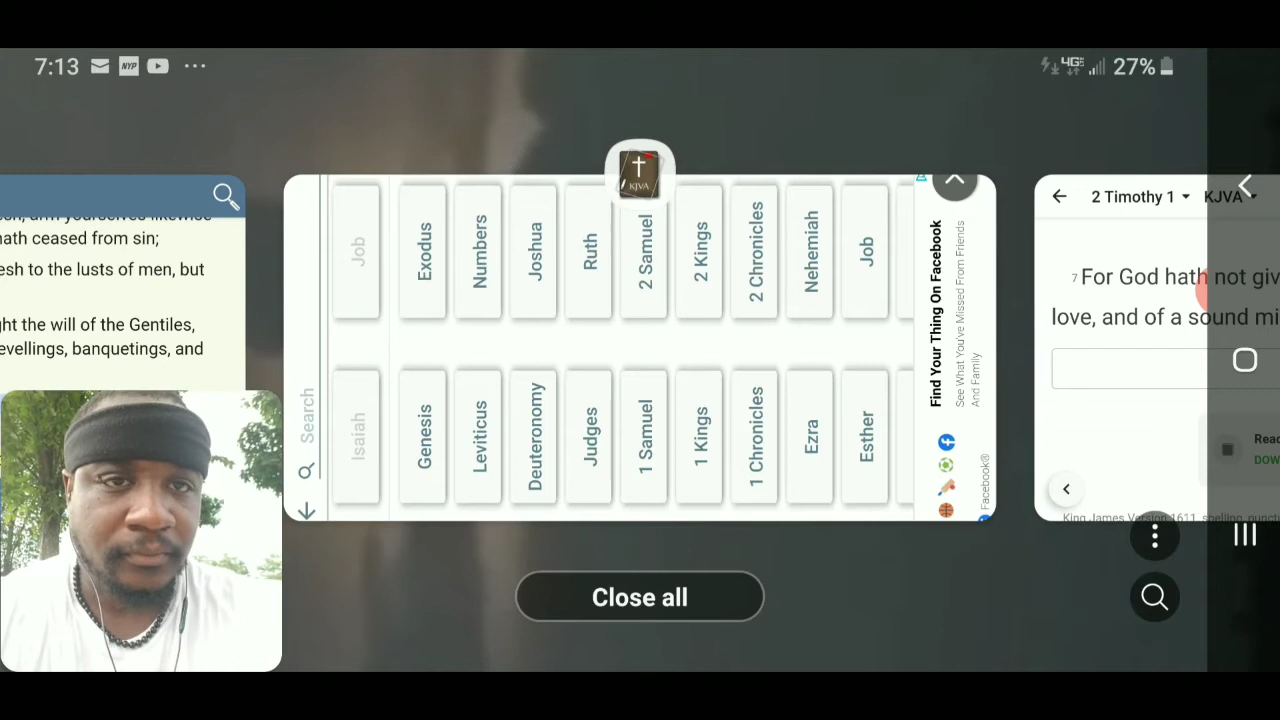 7:13
NYP
4G
27%
KJVA
hath ceased from sin;
esh to the lusts of men, but
ght the will of the Gentiles,
evellings, banquetings, and
Search
Isaiah
Job
Genesis
Exodus
Leviticus
Numbers
Deuteronomy
Joshua
Judges
Ruth
1 Samuel
2 Samuel
1 Kings
2 Kings
1 Chronicles
2 Chronicles
Ezra
Nehemiah
Esther
Job
Find Your Thing On Facebook
See What You've Missed From Friends
And Family
Facebook®
2 Timothy 1 KJVA
7 For God hath not giv
love, and of a sound mi
Read
DOW
Close all